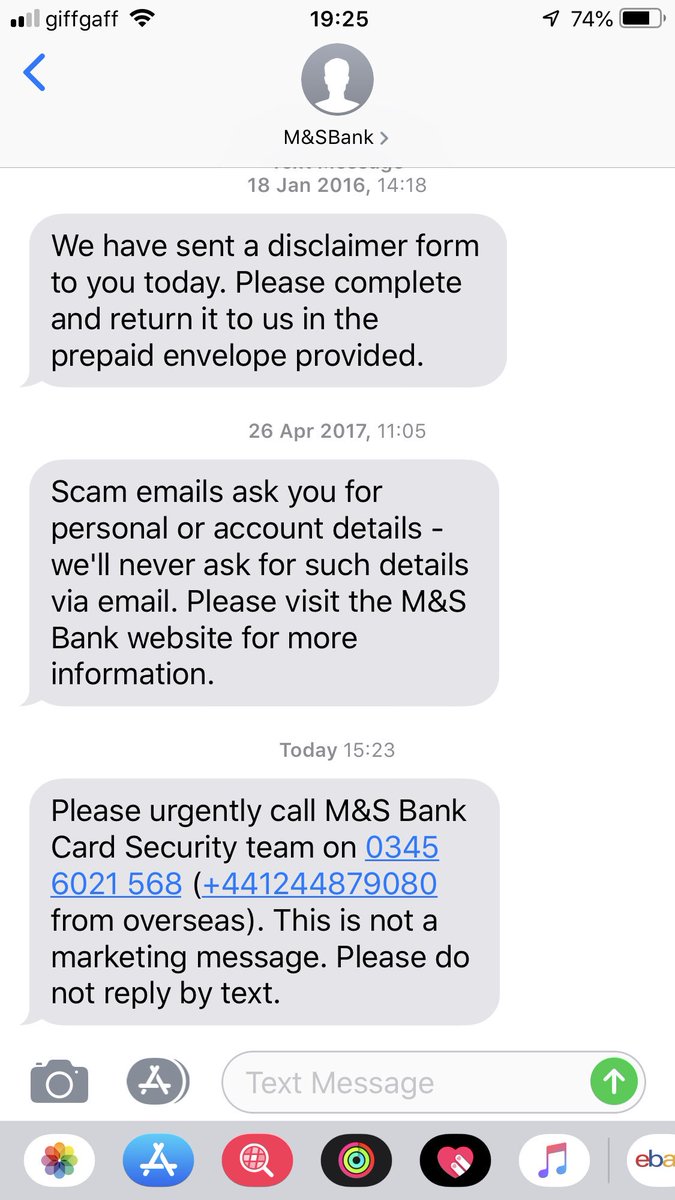 giffgaff
19:25
74%
M&SBank >
18 Jan 2016, 14:18
We have sent a disclaimer form
to you today. Please complete
and return it to us in the
prepaid envelope provided.
26 Apr 2017, 11:05
Scam emails ask you for
personal or account details -
we'll never ask for such details
via email. Please visit the M&S
Bank website for more
information.
Today 15:23
Please urgently call M&S Bank
Card Security team on 0345
6021 568 (+441244879080
from overseas). This is not a
marketing message. Please do
not reply by text.
Text Message
eba